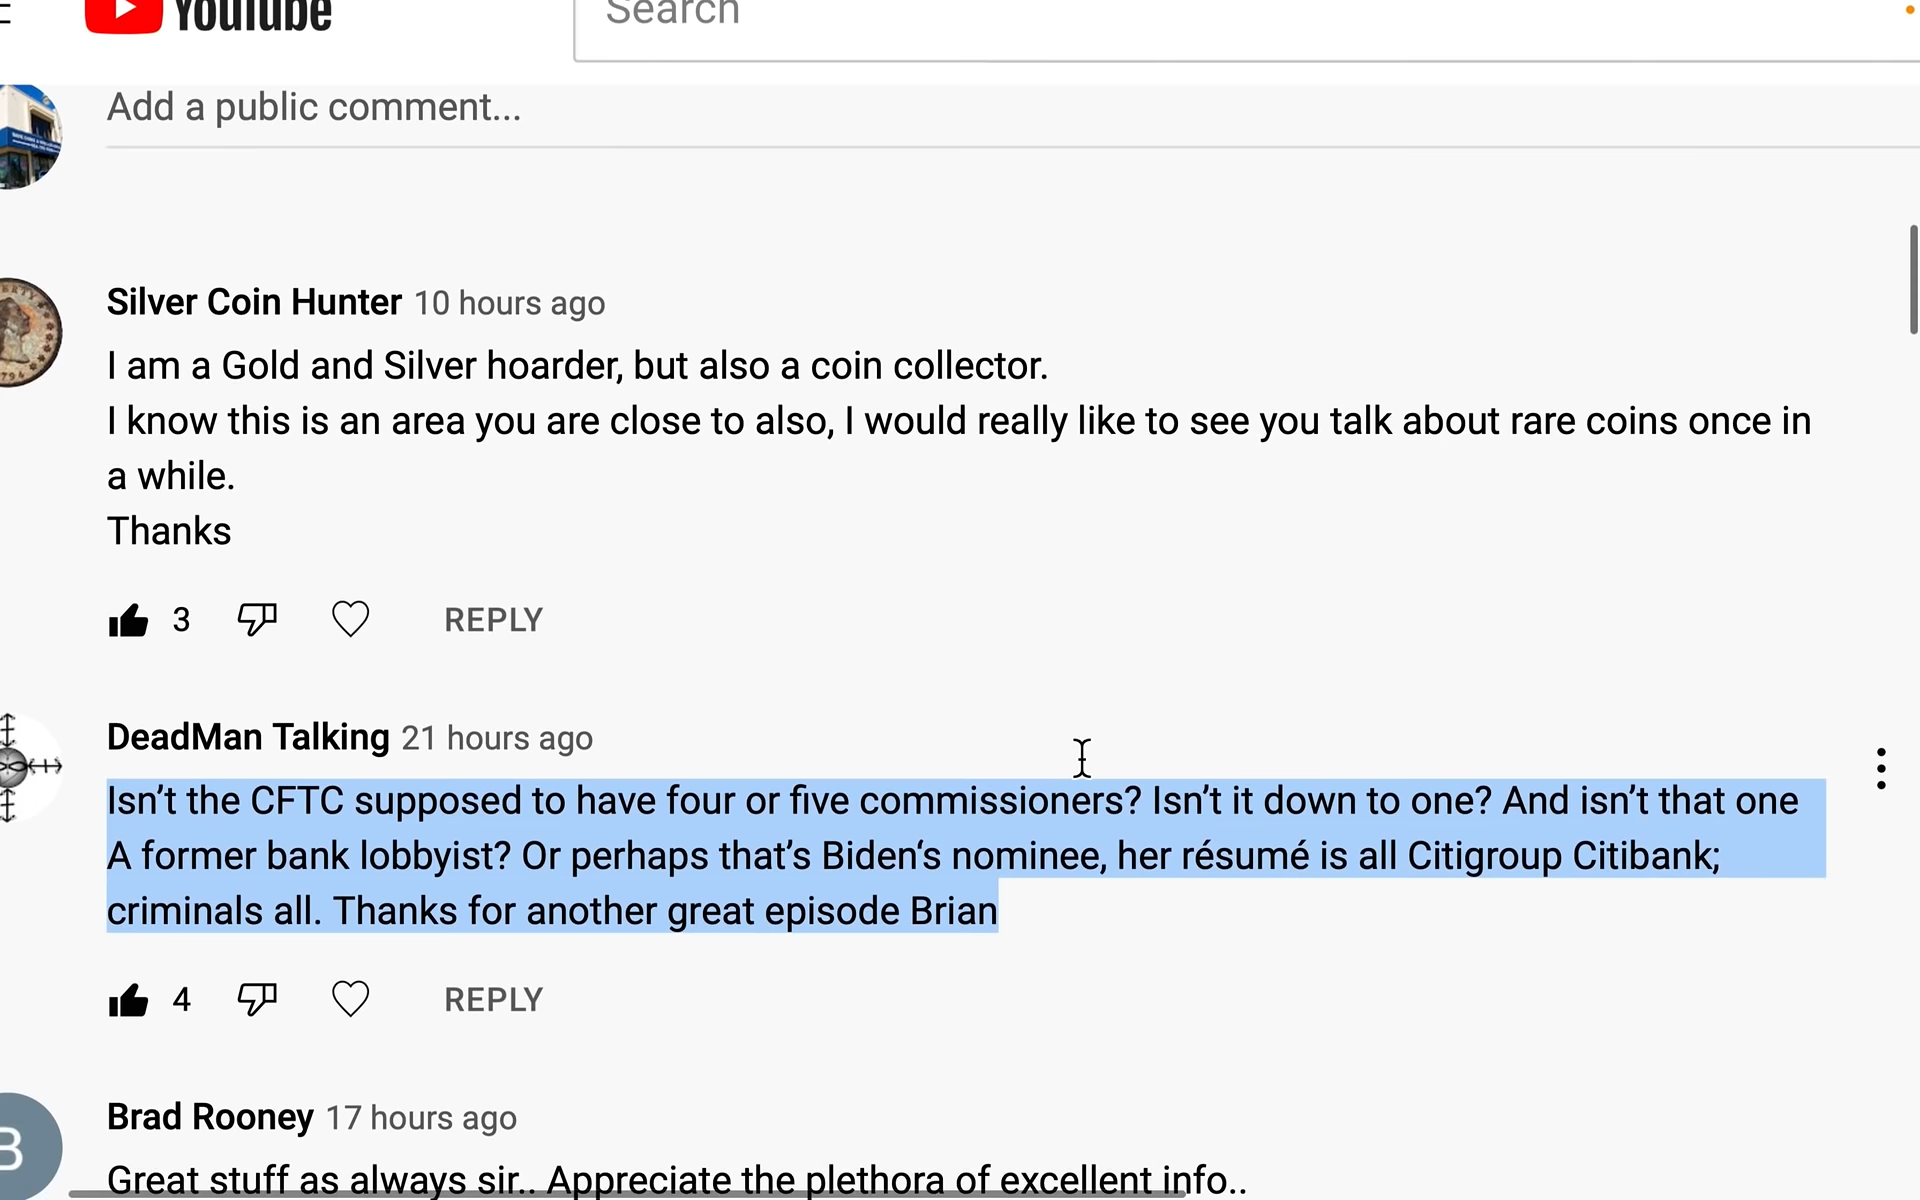 YouTube
Search
Add a public comment...
Silver Coin Hunter 10 hours ago
I am a Gold and Silver hoarder, but also a coin collector.
I know this is an area you are close to also, I would really like to see you talk about rare coins once in
a while.
Thanks
3 REPLY
DeadMan Talking 21 hours ago
Isn’t the CFTC supposed to have four or five commissioners? Isn’t it down to one? And isn’t that one
A former bank lobbyist? Or perhaps that’s Biden‘s nominee, her résumé is all Citigroup Citibank;
criminals all. Thanks for another great episode Brian
4 REPLY
B
Brad Rooney 17 hours ago
Great stuff as always sir.. Appreciate the plethora of excellent info..